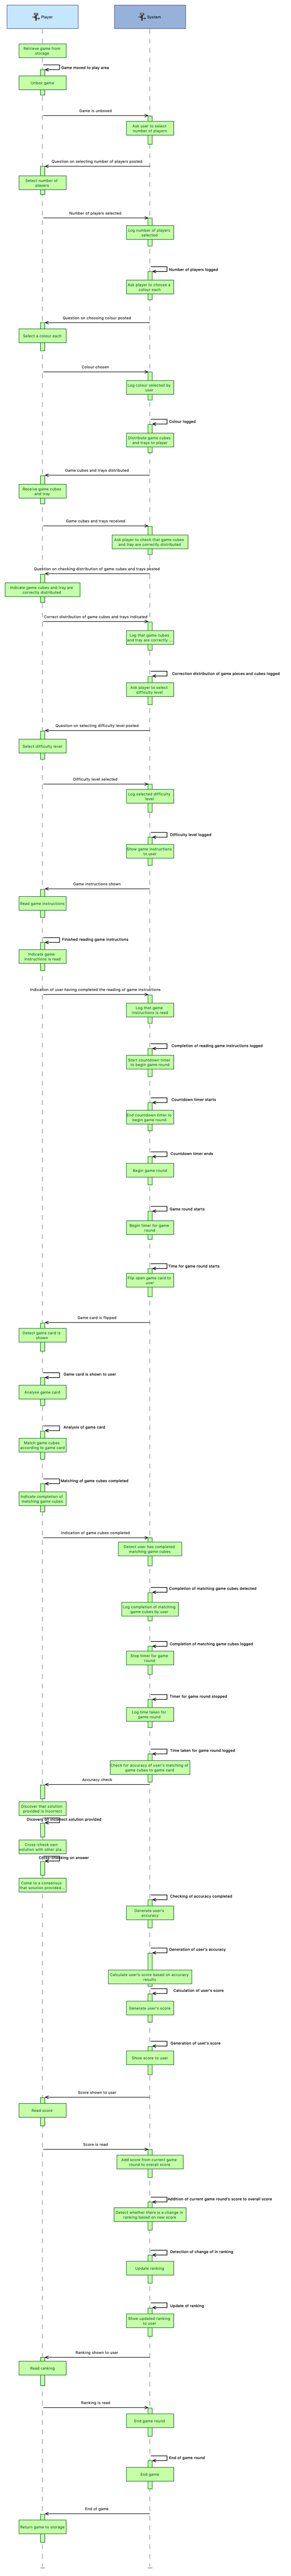 Player
System
Retrieve game from
storage
Game moved to play area
Unbox game
Game is unboxed
Ask user to select
number of players
Question on selecting number of players posted
Select number of
players
Number of players selected
Log number of players
selected
Number of players logged
Ask player to choose a
colour each
Question on choosing colour posted
Select a colour each
Colour chosen
Log colour selected by
user
Colour logged
Distribute game cubes
and trays to player
Game cubes and trays distributed
Receive game cubes
and tray
Game cubes and trays received
Ask player to check that game cubes
and tray are correctly distributed
Question on checking distribution of game cubes and trays posted
Indicate game cubes and tray are
correctly distributed
Correct distribution of game cubes and trays indicated
Log that game cubes
and tray are correctly ...
Correction distribution of game pieces and cubes logged
Ask player to select
difficulty level
Question on selecting difficulty level posted
Select difficulty level
Difficulty level selected
Log selected difficulty
level
Difficulty level logged
Show game instructions
to user
Game instructions shown
Read game instructions
Finished reading game instructions
Indicate game
instructions is read
Indication of user having completed the reading of game instructions
Log that game
instructions is read
Completion of reading game instructions logged
Start countdown timer
to begin game round
Countdown timer starts
End countdown timer to
begin game round
Countdown timer ends
Begin game round
Game round starts
Begin timer for game
round
Time for game round starts
Flip open game card to
user
Game card is flipped
Detect game card is
shown
Game card is shown to user
Analyse game card
Analysis of game card
Match game cubes
according to game card
Matching of game cubes completed
Indicate completion of
matching game cubes
Indication of game cubes completed
Detect user has completed
matching game cubes
Completion of matching game cubes detected
Log completion of matching
game cubes by user
Completion of matching game cubes logged
Stop timer for game
round
Timer for game round stopped
Log time taken for
game round
Time taken for game round logged
Check for accuracy of user's matching of
game cubes to game card
Accuracy check
Discover that solution
provided is incorrect
Discovery on incorrect solution provided
Cross-check own
solution with other pla...
Cross-checking on answer
Come to a consensus
that solution provided...
Checking of accuracy completed
Generate user's
accuracy
Generation of user's accuracy
Calculate user's score based on accuracy
results
Calculation of user's score
Generate user's score
Generation of user's score
Show score to user
Score shown to user
Read score
Score is read
Add score from current game
round to overall score
Addition of current game round's score to overall score
Detect whether there is a change in
ranking based on new score
Detection of change of in ranking
Update ranking
Update of ranking
Show updated ranking
to user
Ranking shown to user
Read ranking
Ranking is read
End game round
End of game round
End game
End of game
Return game to storage